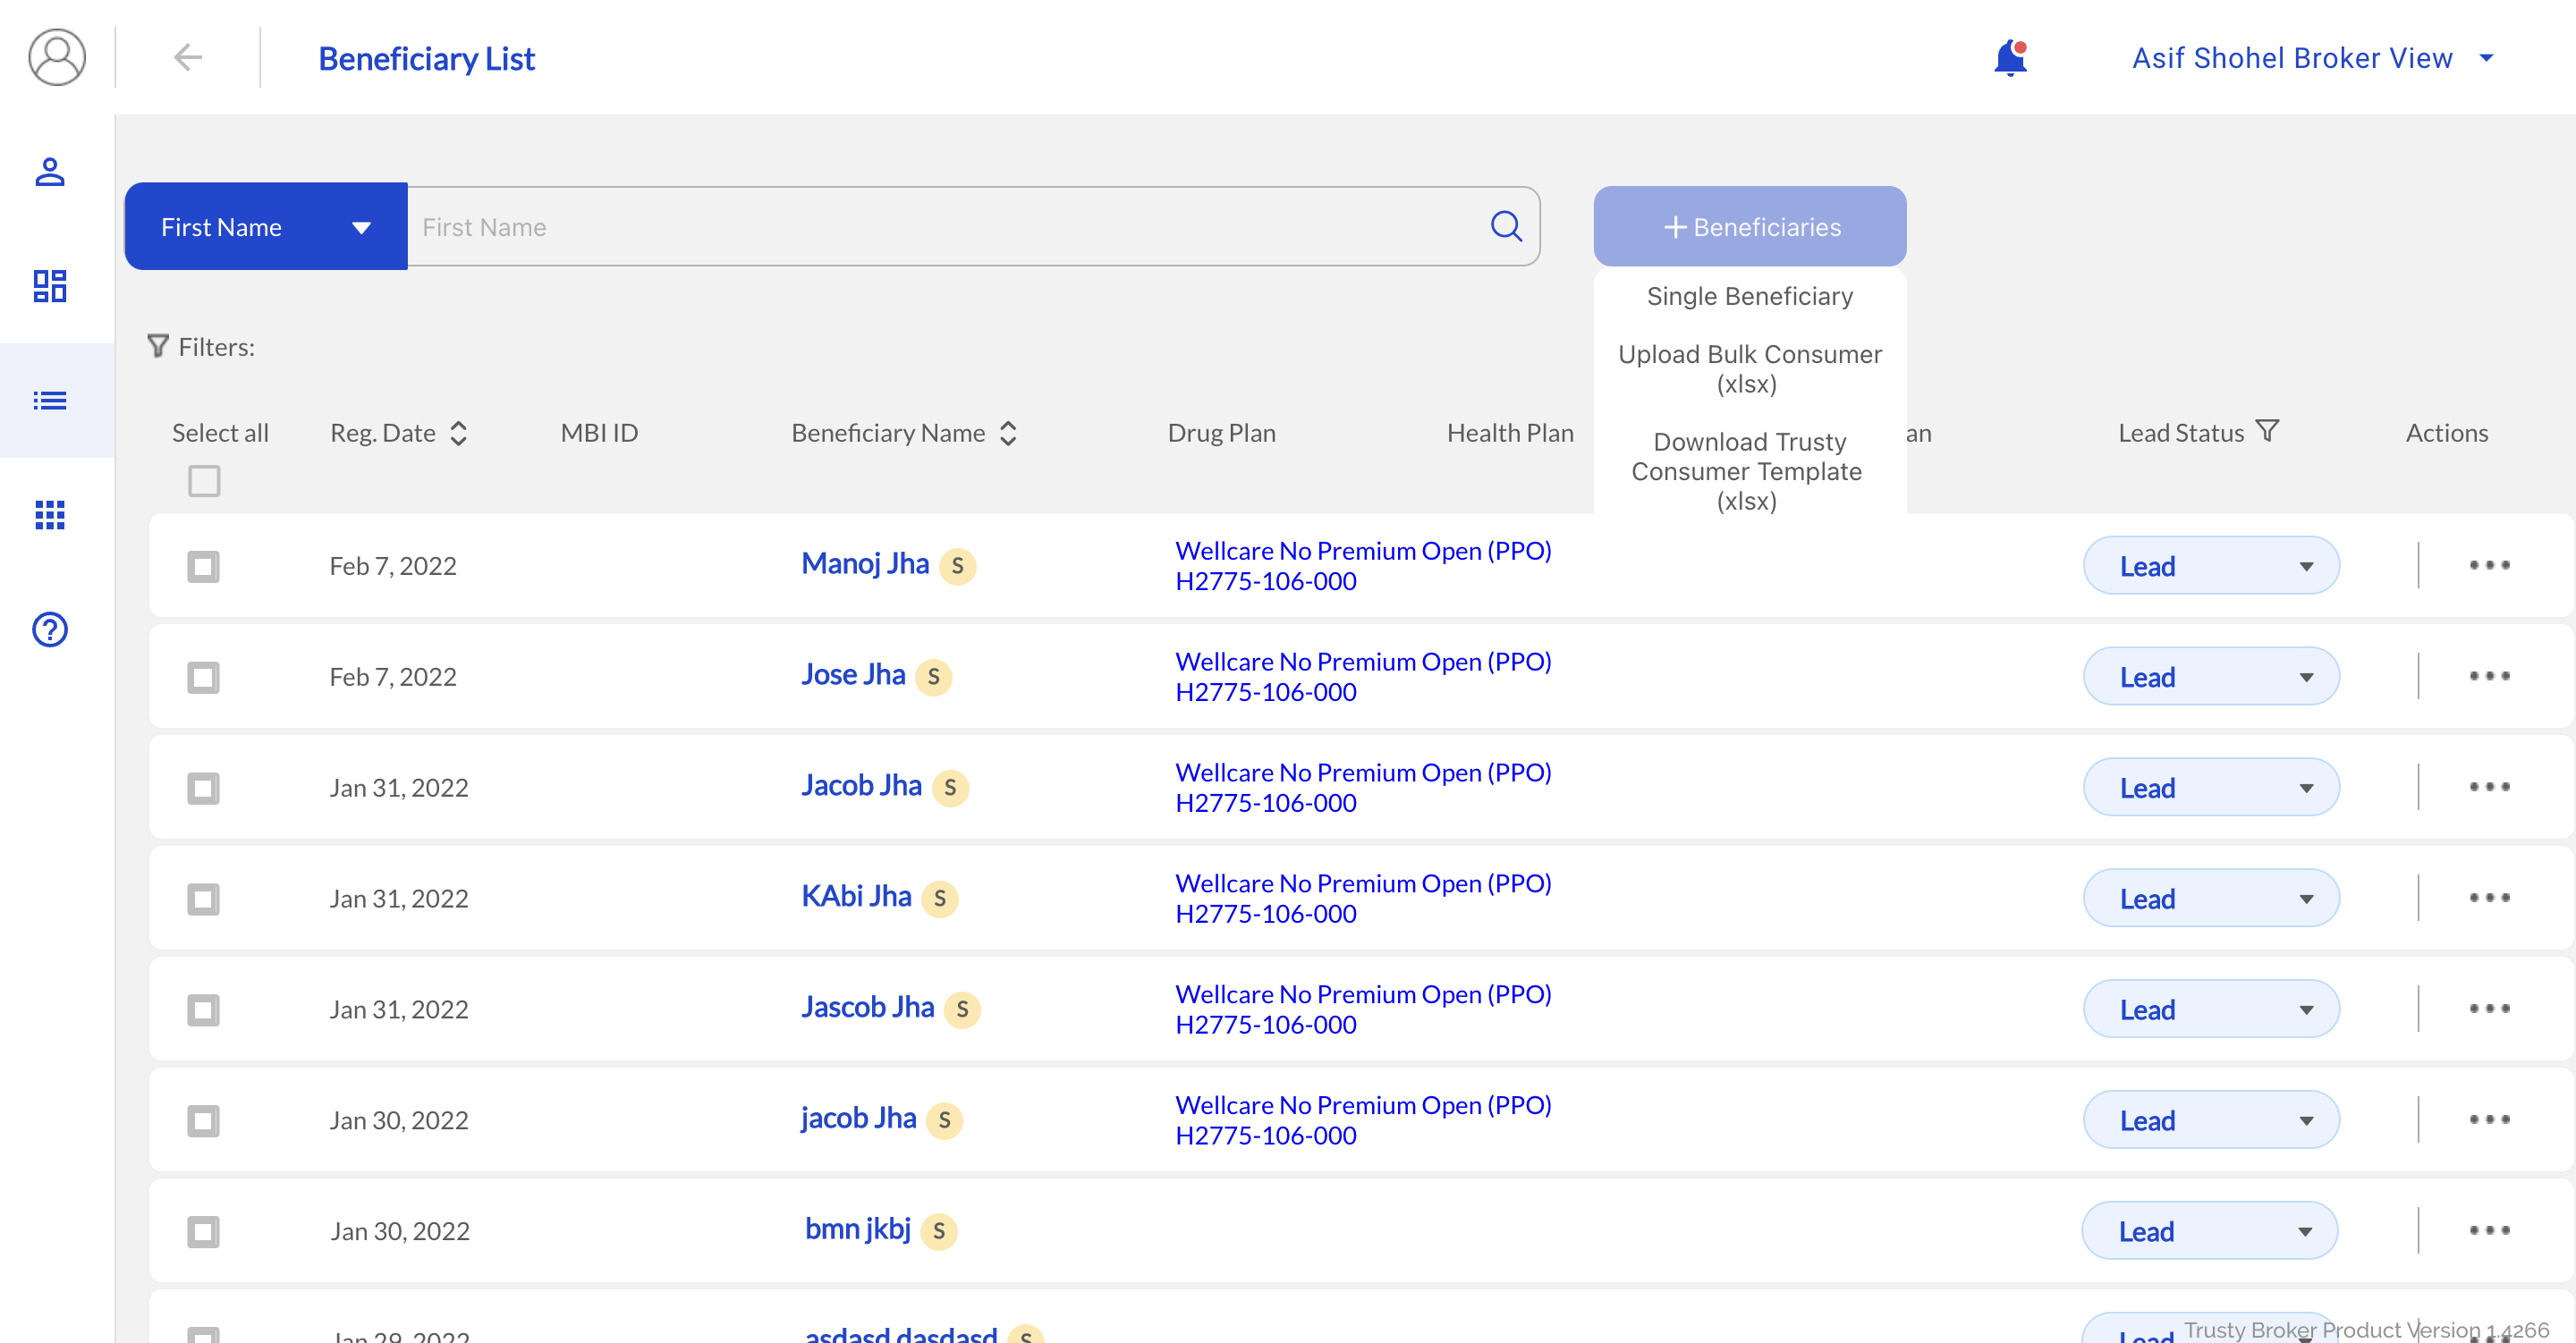 Beneficiary List
Asif Shohel Broker View
First Name
First Name
Beneficiaries
Single Beneficiary
Upload Bulk Consumer
(xlsx)
Download Trusty
Consumer Template
(xlsx)
Filters:
Select all Reg. Date MBI ID Beneficiary Name Drug Plan Health Plan an Lead Status Actions
Feb 7, 2022 Manoj Jha S Wellcare No Premium Open (PPO) Lead
H2775-106-000
Feb 7, 2022 Jose Jha S Wellcare No Premium Open (PPO) Lead
H2775-106-000
Jan 31, 2022 Jacob Jha S Wellcare No Premium Open (PPO) Lead
H2775-106-000
Jan 31, 2022 KAbi Jha S Wellcare No Premium Open (PPO) Lead
H2775-106-000
Jan 31, 2022 Jascob Jha S Wellcare No Premium Open (PPO) Lead
H2775-106-000
Jan 30, 2022 jacob Jha S Wellcare No Premium Open (PPO) Lead
H2775-106-000
Jan 30, 2022 bmn jkbj S Lead
Jan 29, 2022 asdasd dasdasd S Lead
Trusty Broker Product Version 1.4266